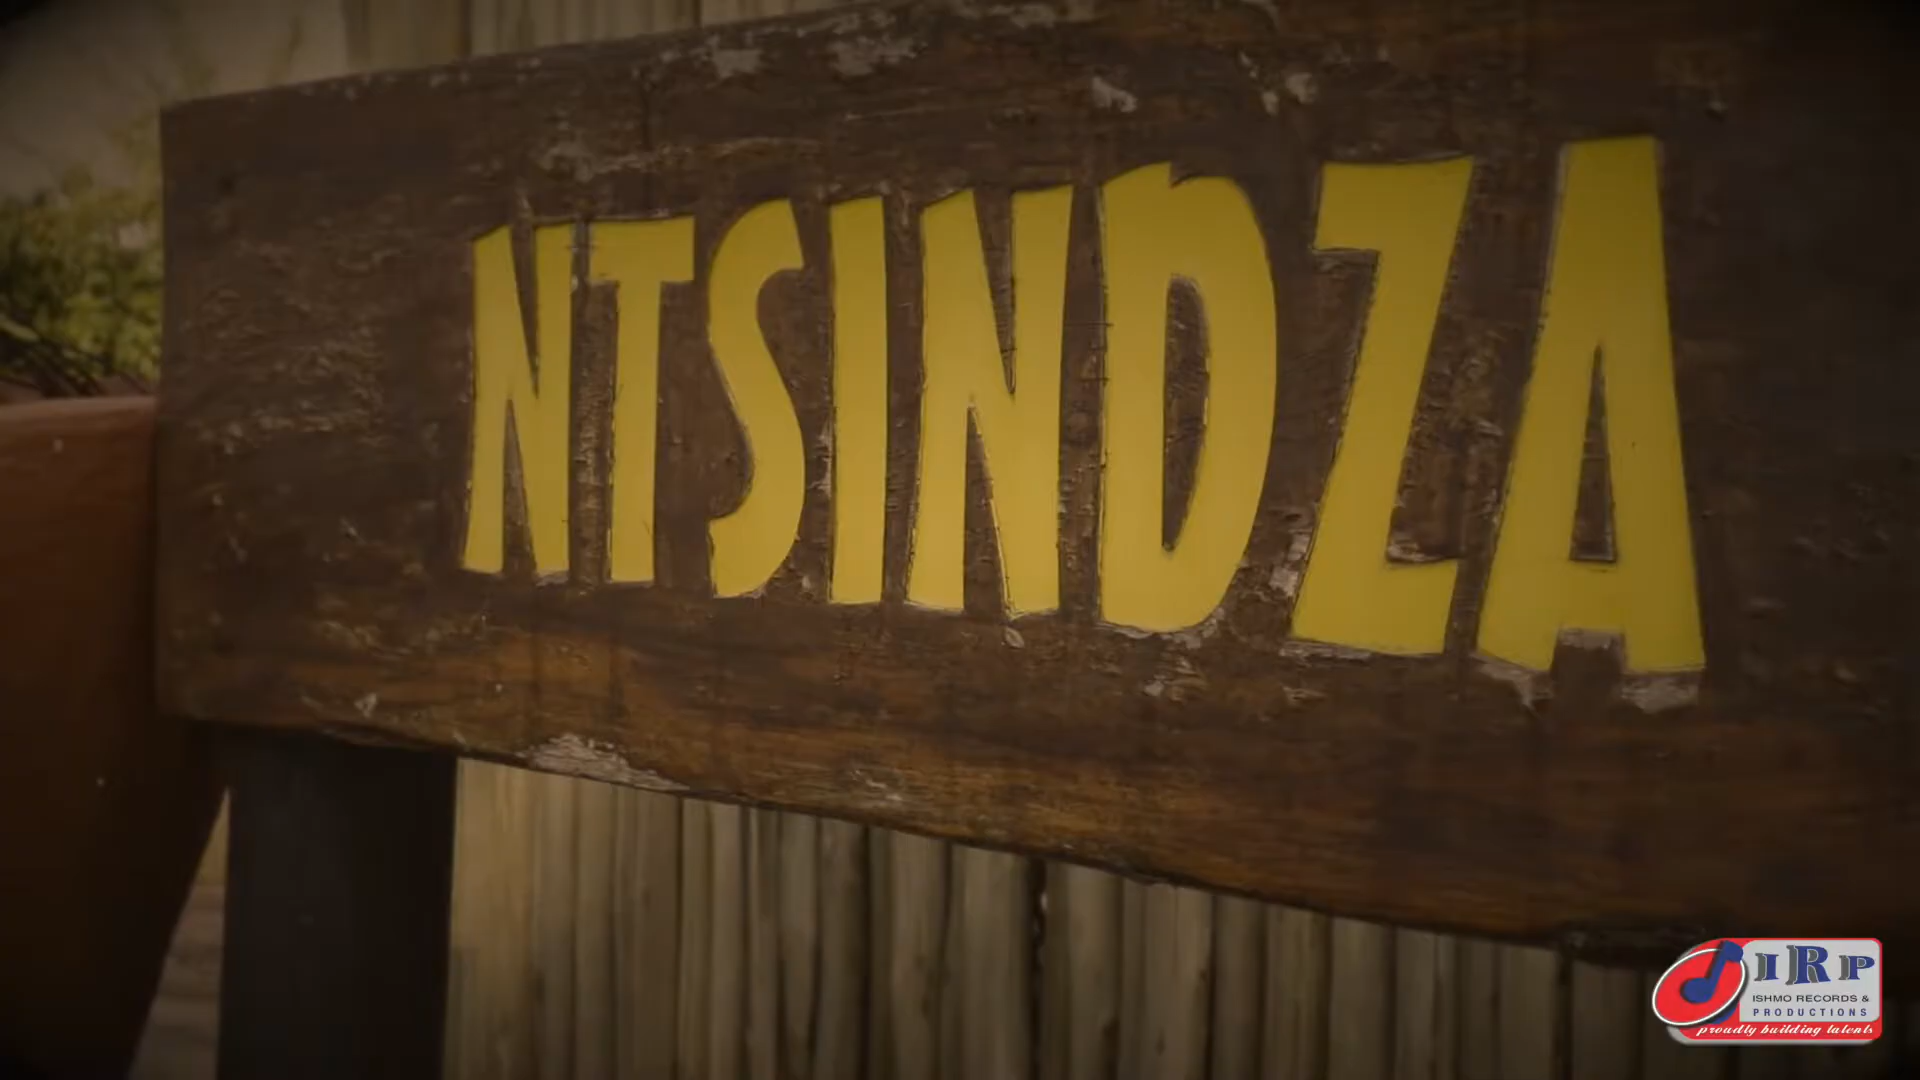 NTSINDZA
IRP
ISHMO RECORDS &
PRODUCTIONS
proudly building talents